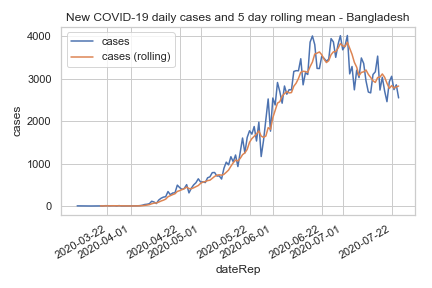 New COVID-19 daily cases and 5 day rolling mean - Bangladesh
cases
cases (rolling)
4000
3000
2000
1000
0
cases
2020-03-22
2020-04-01
2020-04-22
2020-05-01
2020-05-22
2020-06-01
2020-06-22
2020-07-01
2020-07-22
dateRep